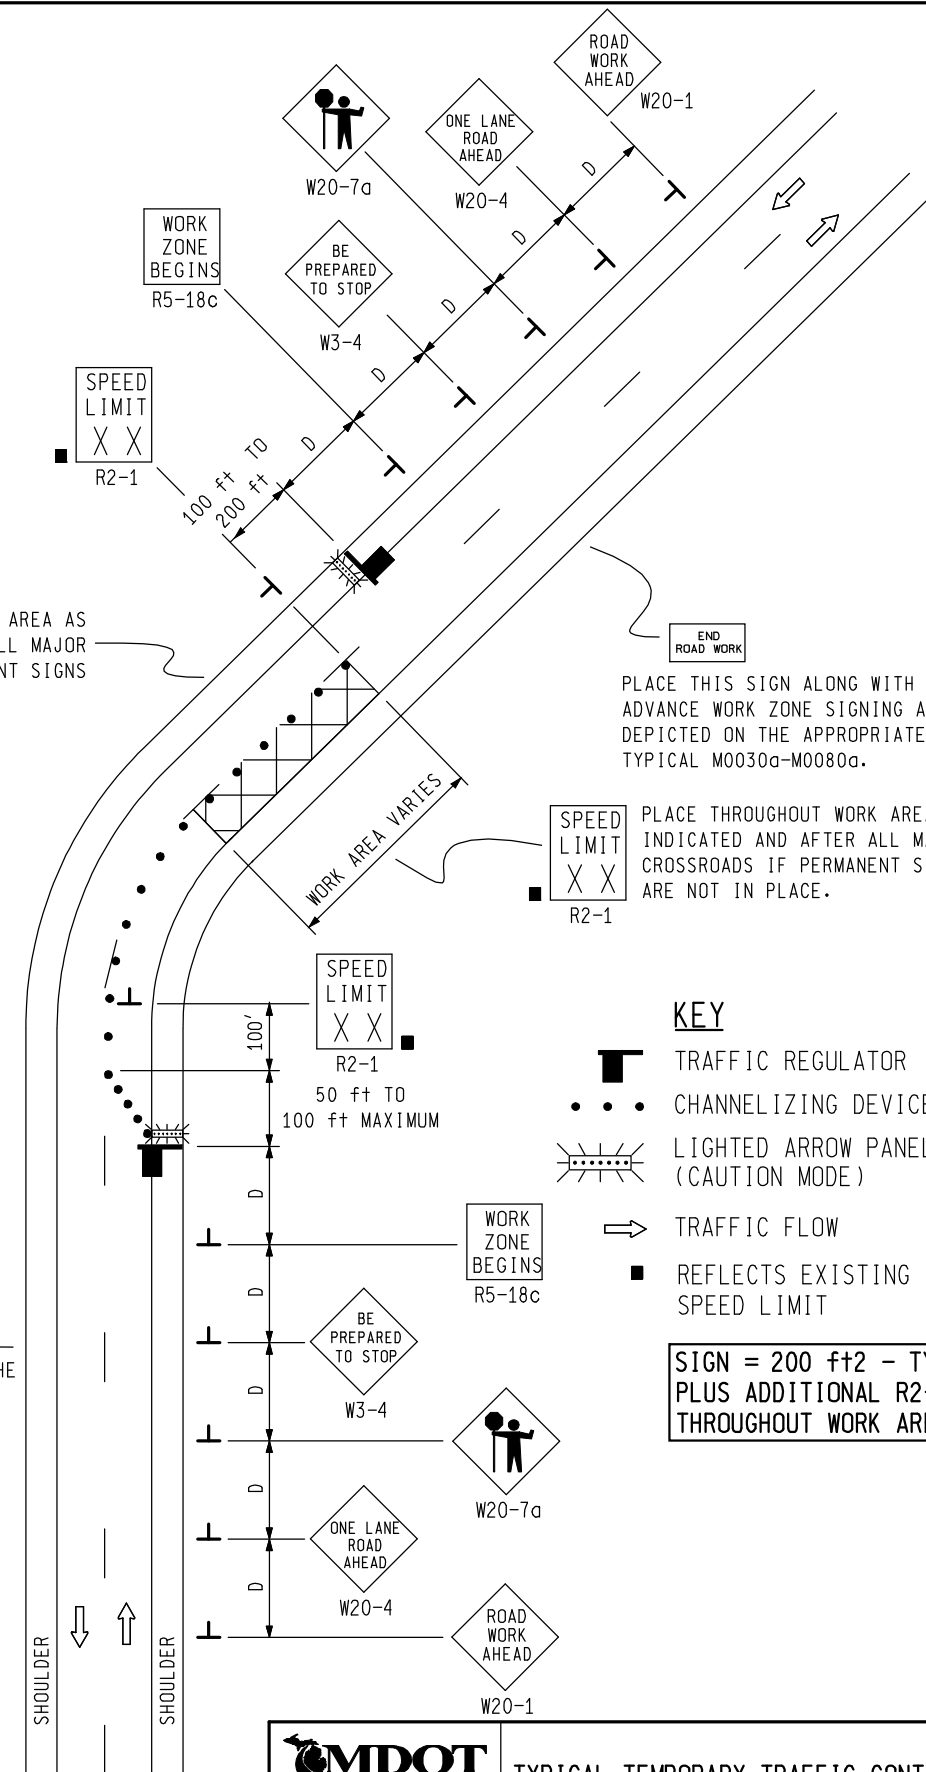 ROAD
WORK
AHEAD
W20-1
ONE LANE
ROAD
AHEAD
W20-4
W20-7a
D
D
D
D
D
WORK
ZONE
BEGINS
R5-18c
BE
PREPARED
TO STOP
W3-4
SPEED
LIMIT
X X
R2-1
100 ft TO
200 ft
AREA AS
LL MAJOR
NT SIGNS
END
ROAD WORK
PLACE THIS SIGN ALONG WITH
ADVANCE WORK ZONE SIGNING A
DEPICTED ON THE APPROPRIATE
TYPICAL M0030a-M0080a.
WORK AREA VARIES
SPEED
LIMIT
X X
R2-1
PLACE THROUGHOUT WORK ARE
INDICATED AND AFTER ALL M
CROSSROADS IF PERMANENT S
ARE NOT IN PLACE.
SPEED
LIMIT
X X
R2-1
100'
50 ft TO
100 ft MAXIMUM
KEY
TRAFFIC REGULATOR
CHANNELIZING DEVICE
LIGHTED ARROW PANEL
(CAUTION MODE)
TRAFFIC FLOW
REFLECTS EXISTING
SPEED LIMIT
D
D
D
D
D
WORK
ZONE
BEGINS
R5-18c
BE
PREPARED
TO STOP
W3-4
HE
W20-7a
ONE LANE
ROAD
AHEAD
W20-4
ROAD
WORK
AHEAD
W20-1
SIGN = 200 ft2 - TY
PLUS ADDITIONAL R2-
THROUGHOUT WORK ARE
SHOULDER
SHOULDER
MDOT
TYPICAL TEMPORARY TRAFFIC CONT